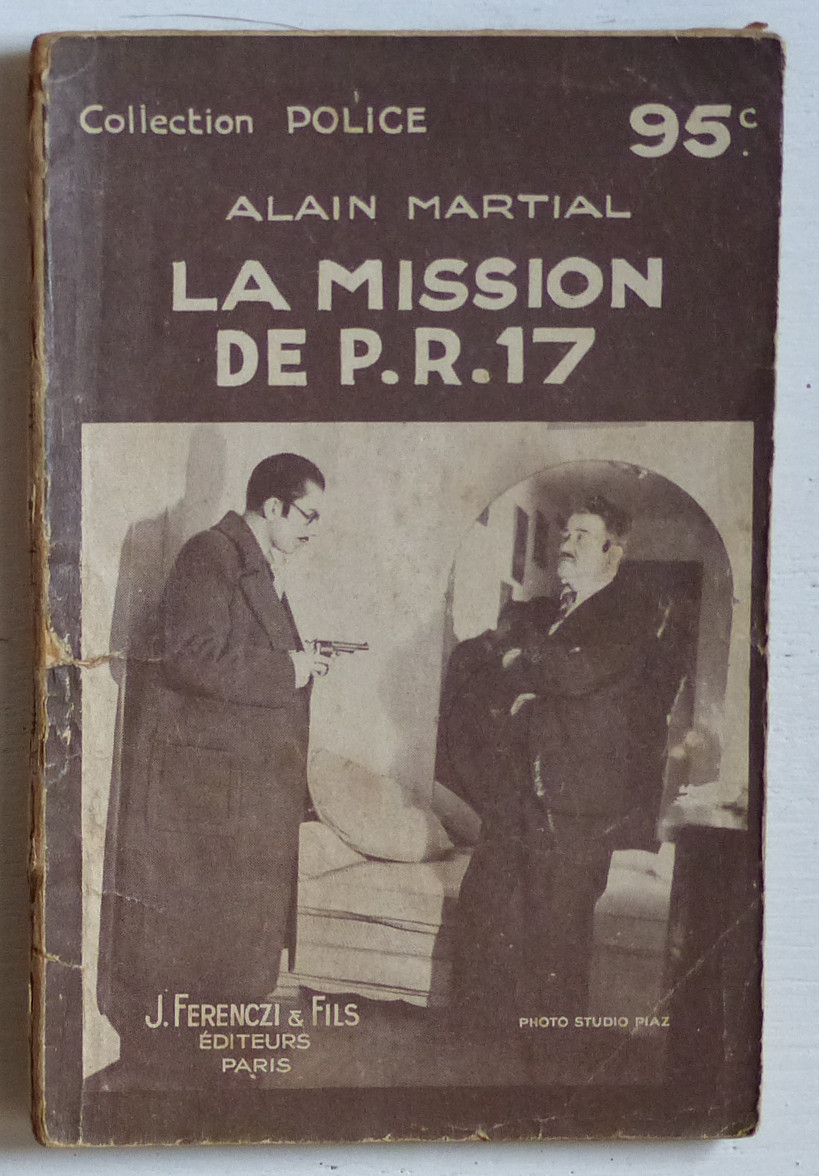 Collection POLICE
95c.
ALAIN MARTIAL
LA MISSION
DE P.R.17
J. FERENCZI & FILS
ÉDITEURS
PARIS
PHOTO STUDIO PIAZ